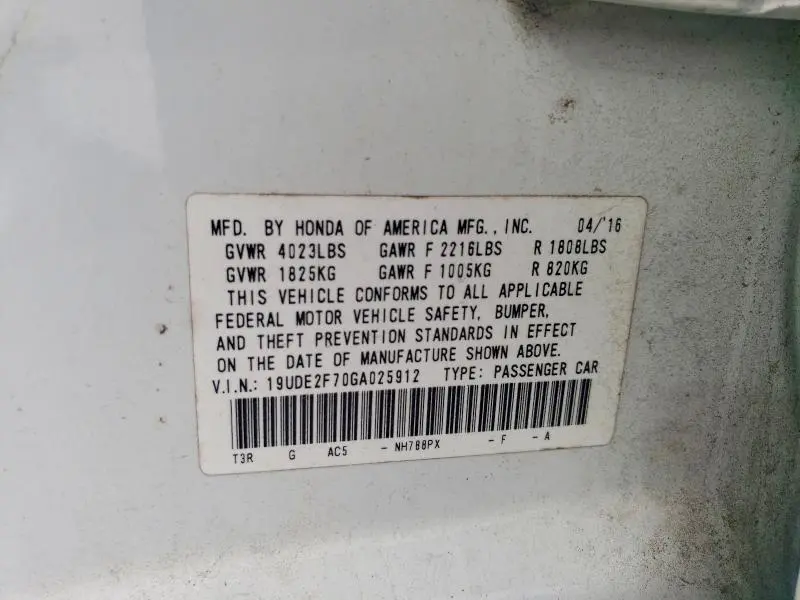 MFD. BY HONDA OF AMERICA MFG., INC. 04/'16
GVWR 4023LBS GAWR F 2216LBS R 1808LBS
GVWR 1825KG GAWR F 1005KG R 820KG
THIS VEHICLE CONFORMS TO ALL APPLICABLE
FEDERAL MOTOR VEHICLE SAFETY, BUMPER,
AND THEFT PREVENTION STANDARDS IN EFFECT
ON THE DATE OF MANUFACTURE SHOWN ABOVE.
V.I.N.: 19UDE2F70GA025912 TYPE: PASSENGER CAR
T3R G AC5 - NH788PX - F - A